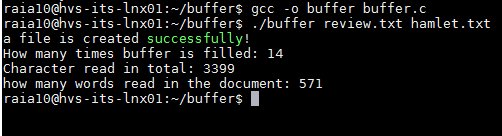 raia10@hvs-its-lnx01:~/buffer$ gcc -o buffer buffer.c
raia10@hvs-its-lnx01:~/buffer$ ./buffer review.txt hamlet.txt
a file is created successfully!
How many times buffer is filled: 14
Character read in total: 3399
how many words read in the document: 571
raia10@hvs-its-lnx01:~/buffer$